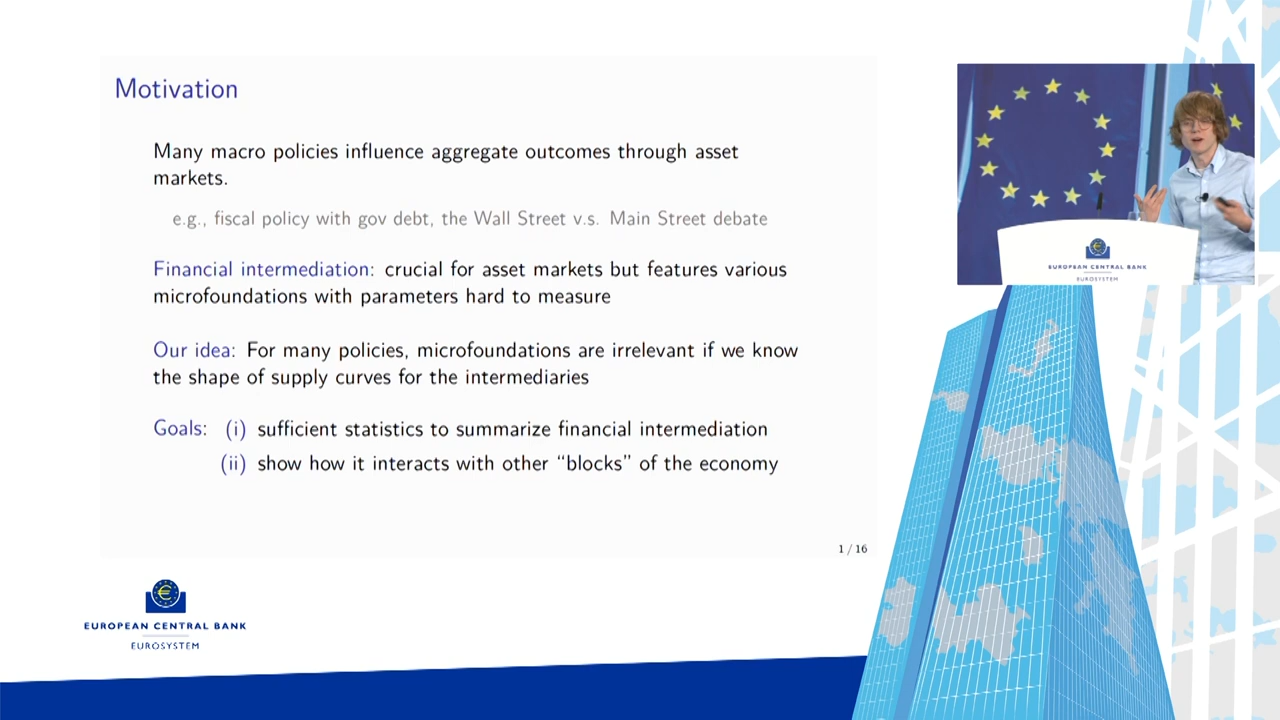 Motivation
Many macro policies influence aggregate outcomes through asset
markets.
e.g., fiscal policy with gov debt, the Wall Street v.s. Main Street debate
Financial intermediation: crucial for asset markets but features various
microfoundations with parameters hard to measure
Our idea: For many policies, microfoundations are irrelevant if we know
the shape of supply curves for the intermediaries
Goals: (i) sufficient statistics to summarize financial intermediation
(ii) show how it interacts with other “blocks” of the economy
1 / 16
EUROPEAN CENTRAL BANK
EUROSYSTEM
EUROPEAN CENTRAL BANK
EUROSYSTEM